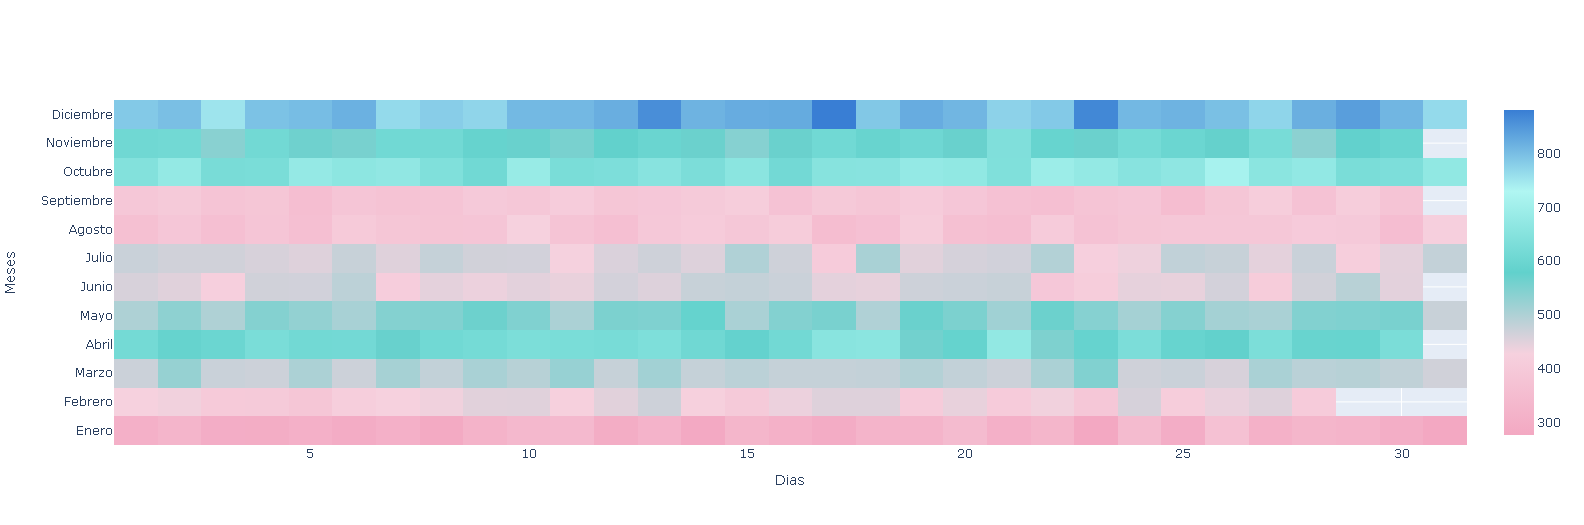 Diciembre
Noviembre
Octubre
Septiembre
Agosto
Julio
Junio
Mayo
Abril
Marzo
Febrero
Enero
Meses
5 10 15 20 25 30
Dias
800
700
600
500
400
300